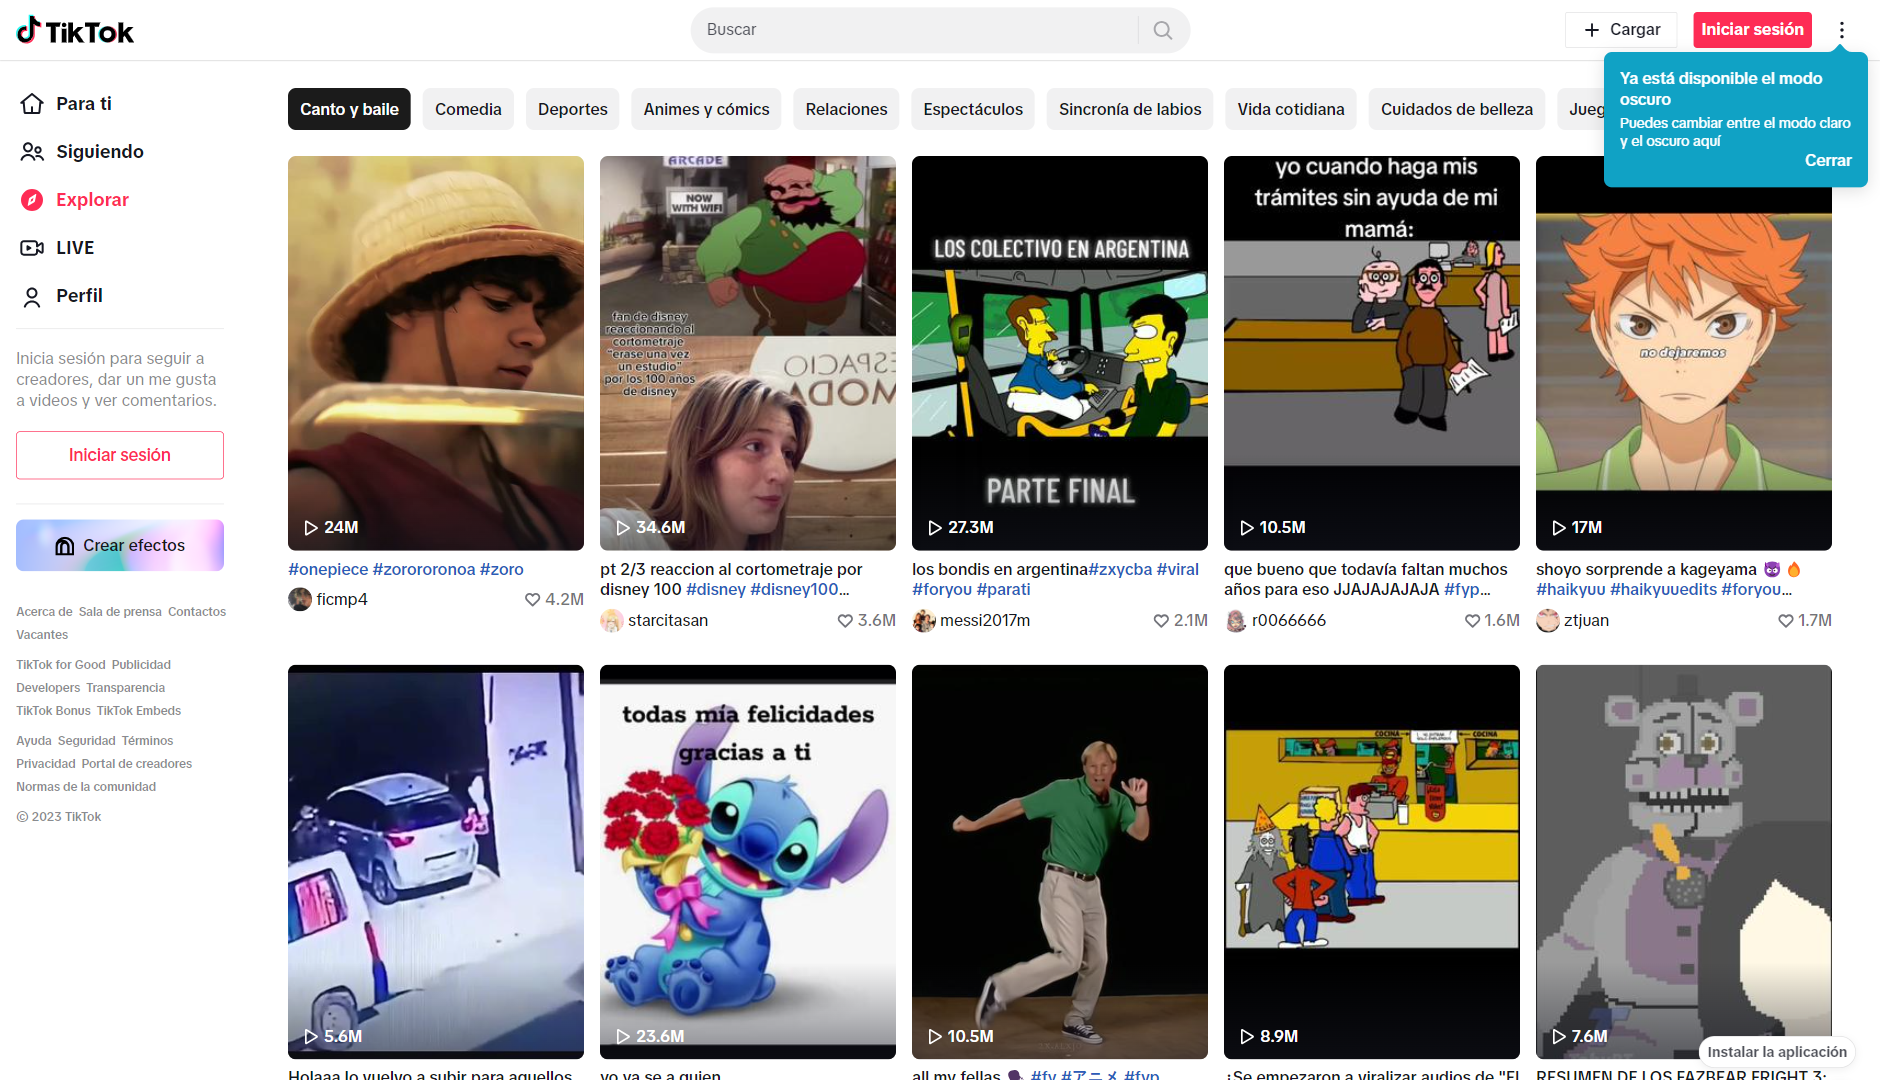 TikTok
Buscar
Cargar
Iniciar sesión
Ya está disponible el modo
oscuro
Puedes cambiar entre el modo claro
y el oscuro aquí
Cerrar
Para ti
Siguiendo
Explorar
LIVE
Perfil
Inicia sesión para seguir a
creadores, dar un me gusta
a videos y ver comentarios.
Iniciar sesión
Crear efectos
Acerca de Sala de prensa Contactos
Vacantes
TikTok for Good Publicidad
Developers Transparencia
TikTok Bonus TikTok Embeds
Ayuda Seguridad Términos
Privacidad Portal de creadores
Normas de la comunidad
© 2023 TikTok
Canto y baile
Comedia
Deportes
Animes y cómics
Relaciones
Espectáculos
Sincronía de labios
Vida cotidiana
Cuidados de belleza
Jueg
24M
#onepiece #zorororonoa #zoro
ficmp4
4.2M
ARCADE
NOW
WITH WIFI
fan de disney
reaccionando al
cortometraje
"erase una vez
un estudio"
por los 100 años
de disney
ESPACIO
MODA
34.6M
pt 2/3 reaccion al cortometraje por
disney 100 #disney #disney100...
starcitasan
3.6M
LOS COLECTIVO EN ARGENTINA
PARTE FINAL
27.3M
los bondis en argentina#zxycba #viral
#foryou #parati
messi2017m
2.1M
yo cuando haga mis
trámites sin ayuda de mi
mamá:
10.5M
que bueno que todavía faltan muchos
años para eso JJAJAJAJAJA #fyp...
r0066666
1.6M
no dejaremos
17M
shoyo sorprende a kageyama 😈 🔥
#haikyuu #haikyuuedits #foryou...
ztjuan
1.7M
5.6M
Holaaa lo vuelvo a subir para aquellos
todas mía felicidades
gracias a ti
23.6M
yo ya se a quien
10.5M
all my fellas #fy #アニメ #fyp
COCINA
COCINA
8.9M
¿Se empezaron a viralizar audios de "El
7.6M
RESUMEN DE LOS FAZBEAR FRIGHT 3:
Instalar la aplicación